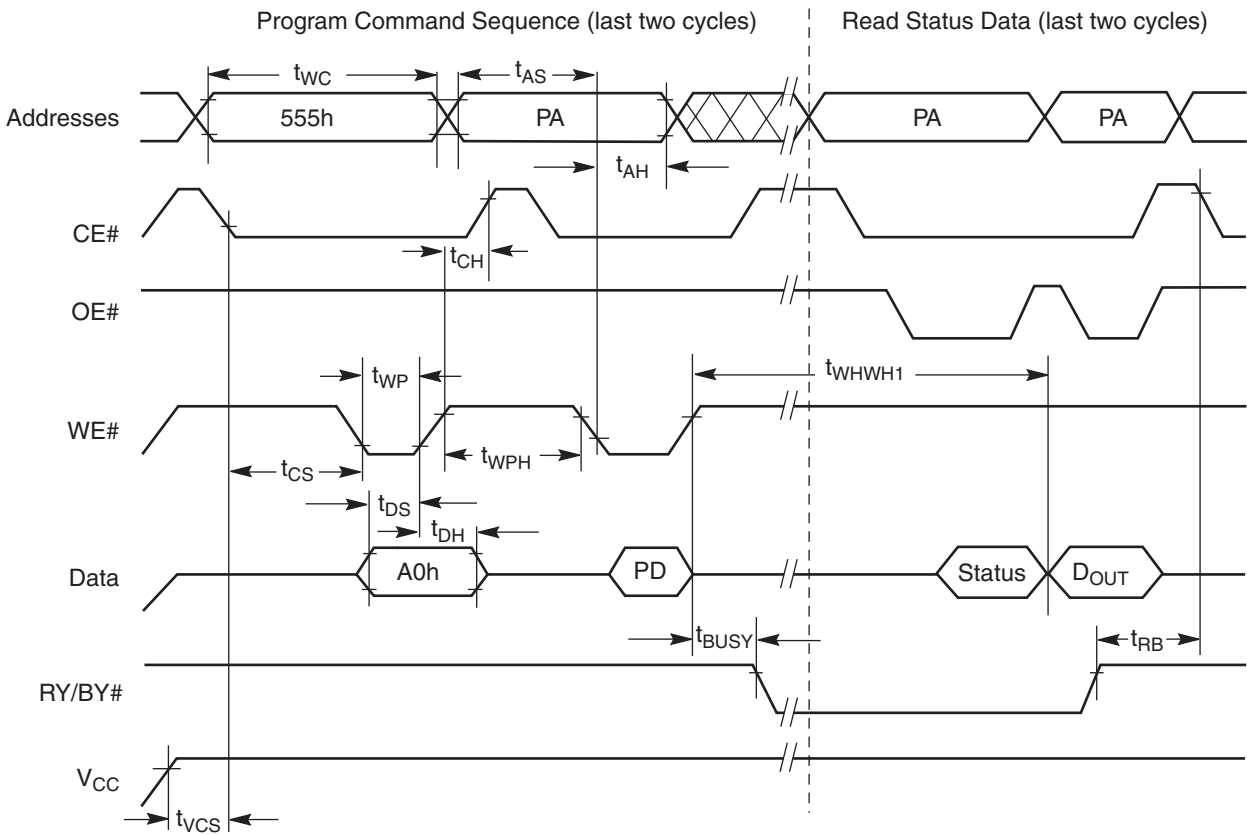 Program Command Sequence (last two cycles) Read Status Data (last two cycles)
tWC tAS
Addresses 555h PA PA PA
tAH
CE#
tCH
OE#
tWP tWHWH1
WE#
tCS tWPH
tDS
tDH
Data A0h PD Status DOUT
tBUSY tRB
RY/BY#
VCC
tVCS